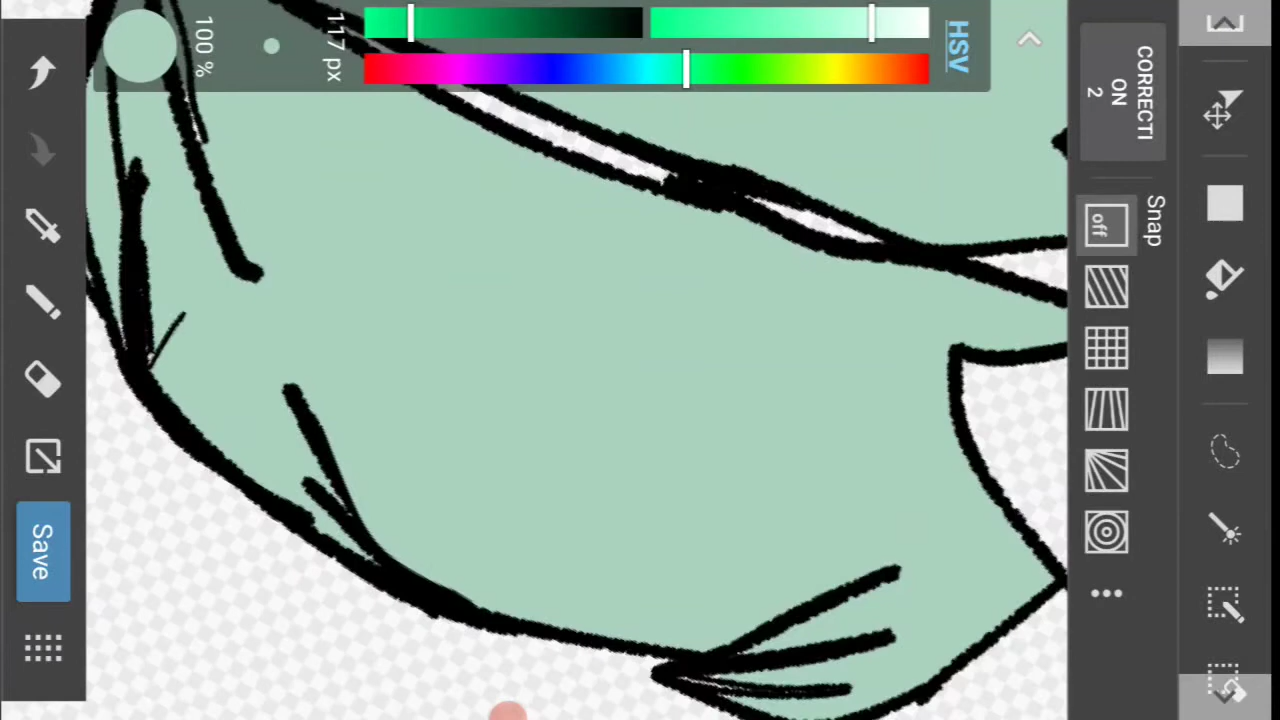 HSV
117 px
100 %
CORRECTI
ON
2
Snap
off
Save